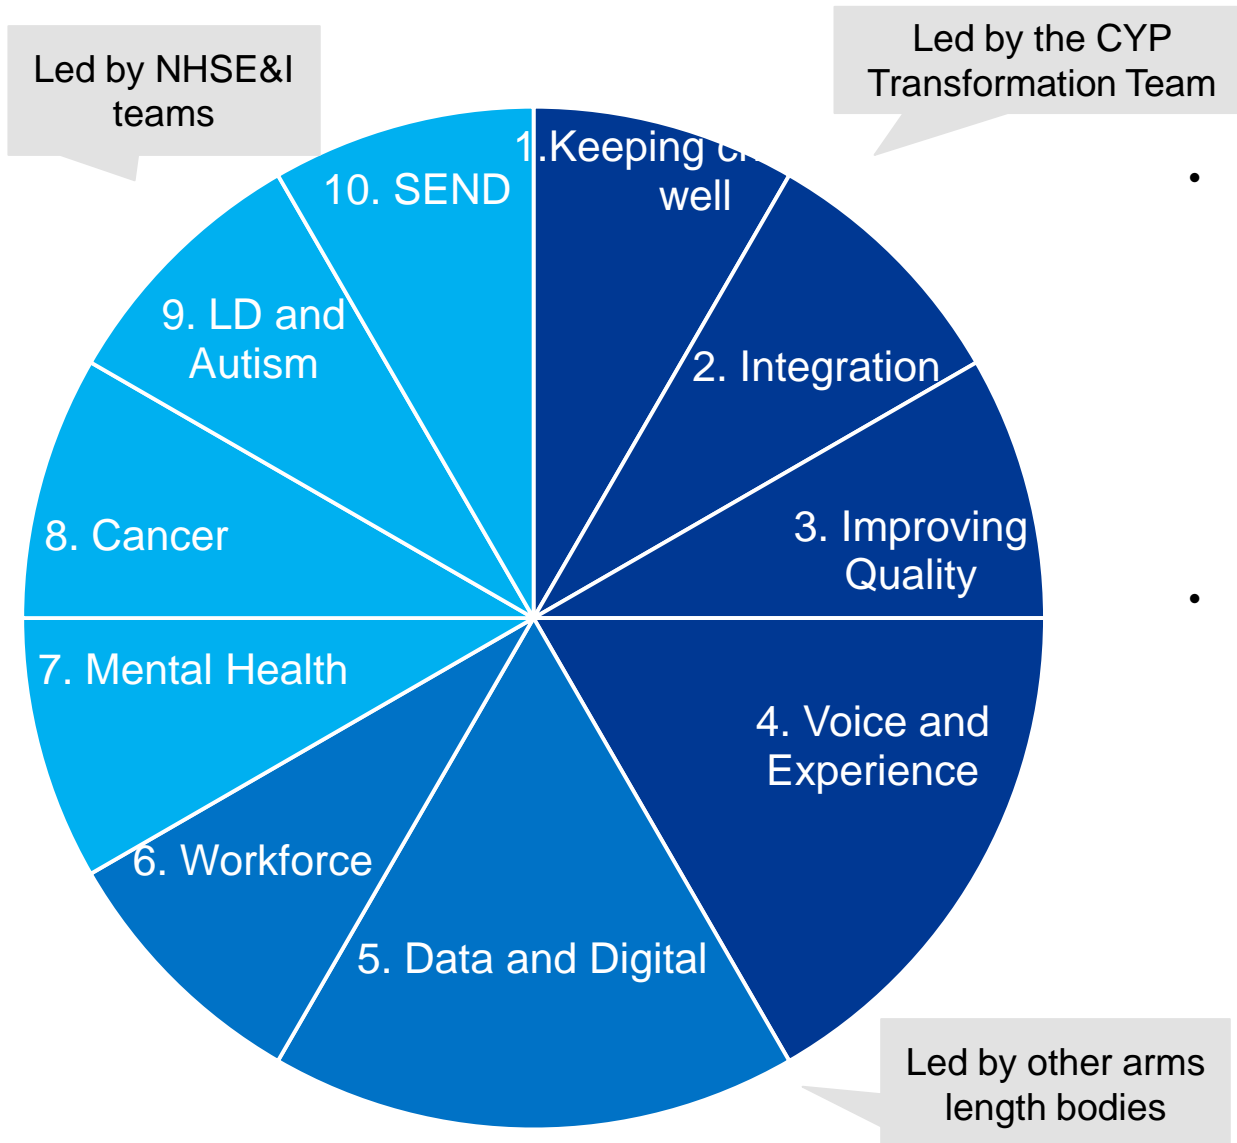 Led by NHSE&I
teams
Led by the CYP
Transformation Team
1.Keeping
well
2. Integration
3. Improving
Quality
4. Voice and
Experience
5. Data and Digital
6. Workforce
7. Mental Health
8. Cancer
9. LD and
Autism
10. SEND
Led by other arms
length bodies